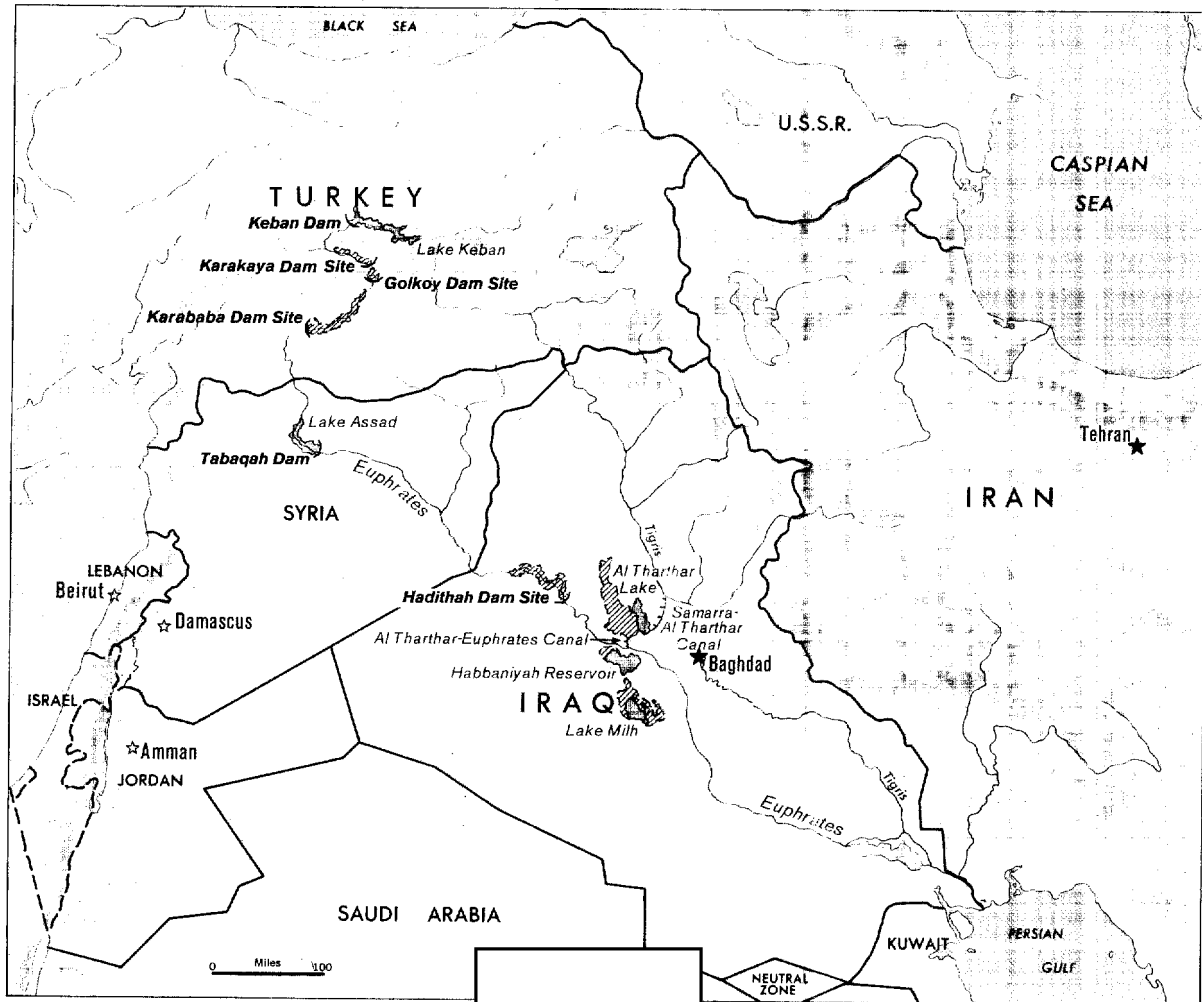 BLACK SEA
U.S.S.R.
CASPIAN
SEA
TURKEY
Keban Dam
Lake Keban
Karakaya Dam Site
Golkoy Dam Site
Karababa Dam Site
Lake Assad
Tabaqah Dam
Euphrates
Tehran
IRAN
SYRIA
Tigris
LEBANON
Beirut
Damascus
Hadithah Dam Site
Al Tharthar
Lake
Samarra-
Al Tharthar
Canal
Al Tharthar-Euphrates Canal
Baghdad
Habbaniyah Reservoir
ISRAEL
IRAQ
Lake Milh
Amman
JORDAN
Euphrates
Tigris
SAUDI ARABIA
KUWAIT
PERSIAN
GULF
Miles
0 100
NEUTRAL
ZONE